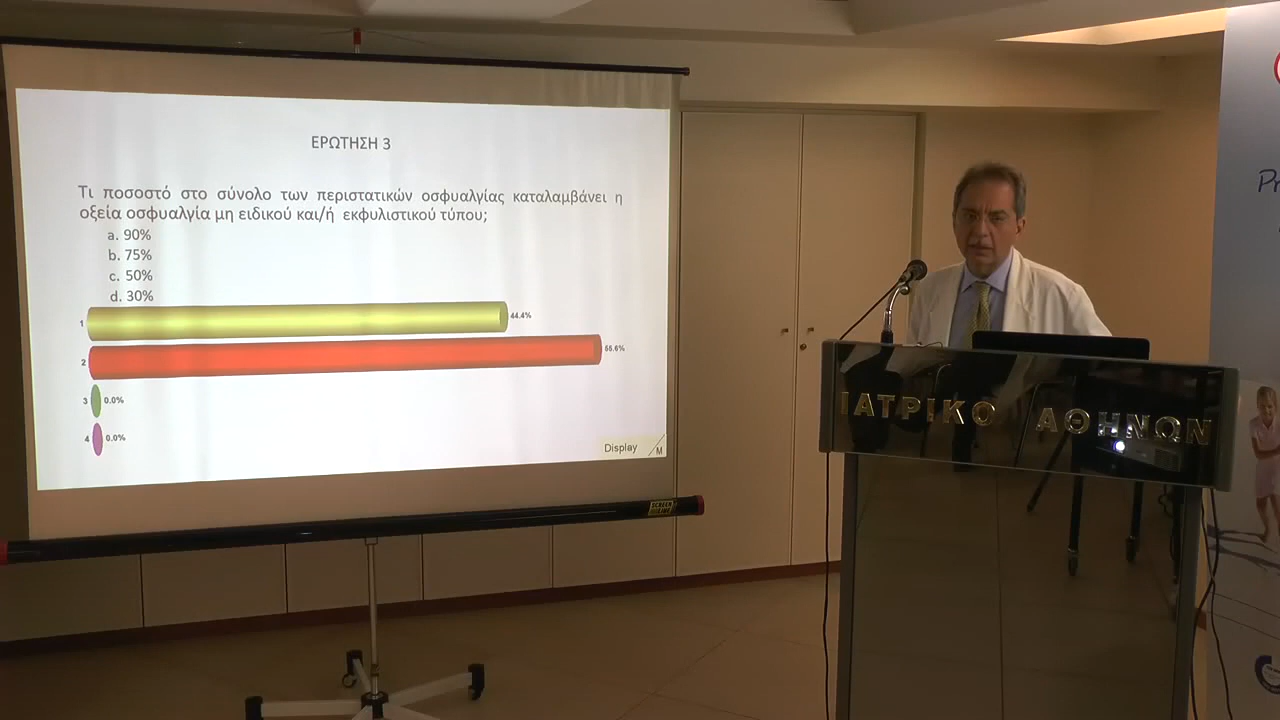 ΕΡΩΤΗΣΗ 3
Τι ποσοστό στο σύνολο των περιστατικών οσφυαλγίας καταλαμβάνει η
οξεία οσφυαλγία μη ειδικού και/ή εκφυλιστικού τύπου;
a. 90%
b. 75%
c. 50%
d. 30%
1 44.4%
2 55.6%
3 0.0%
4 0.0%
Display
M
ΙΑΤΡΙΚΟ ΑΘΗΝΩΝ